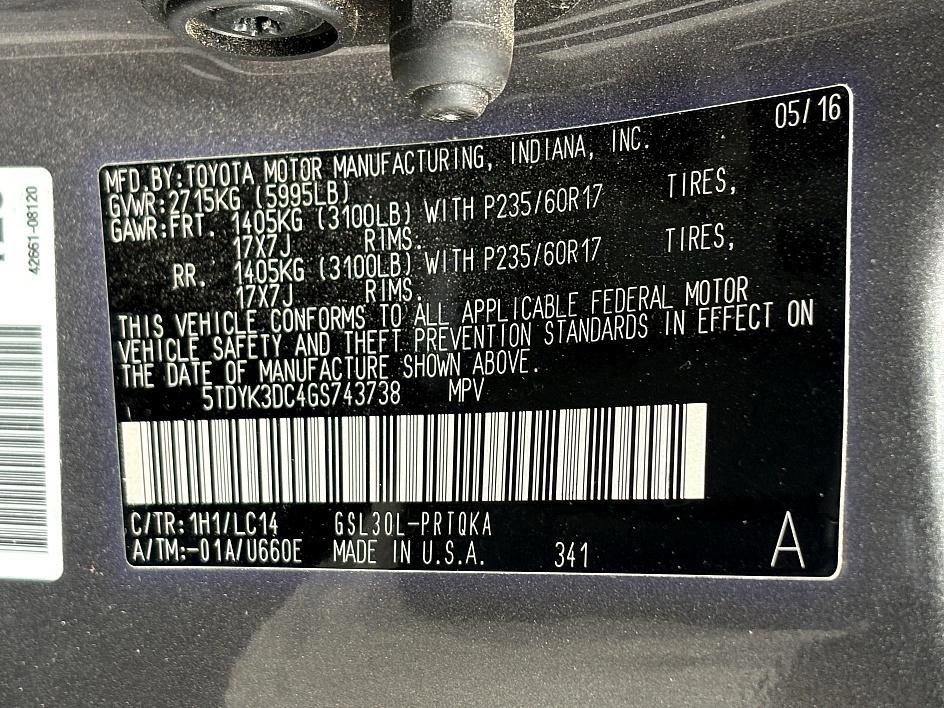 05/16
MFD.BY:TOYOTA MOTOR MANUFACTURING, INDIANA, INC.
GVWR:2715KG (5995LB)
GAWR:FRT. 1405KG (3100LB) WITH P235/60R17 TIRES,
17X7J RIMS.
RR. 1405KG (3100LB) WITH P235/60R17 TIRES,
17X7J RIMS.
THIS VEHICLE CONFORMS TO ALL APPLICABLE FEDERAL MOTOR
VEHICLE SAFETY AND THEFT PREVENTION STANDARDS IN EFFECT ON
THE DATE OF MANUFACTURE SHOWN ABOVE.
5TDYK3DC4GS743738 MPV
C/TR:1H1/LC14 GSL30L-PRTQKA
A/TM:-01A/U660E MADE IN U.S.A. 341 A
42661-08120